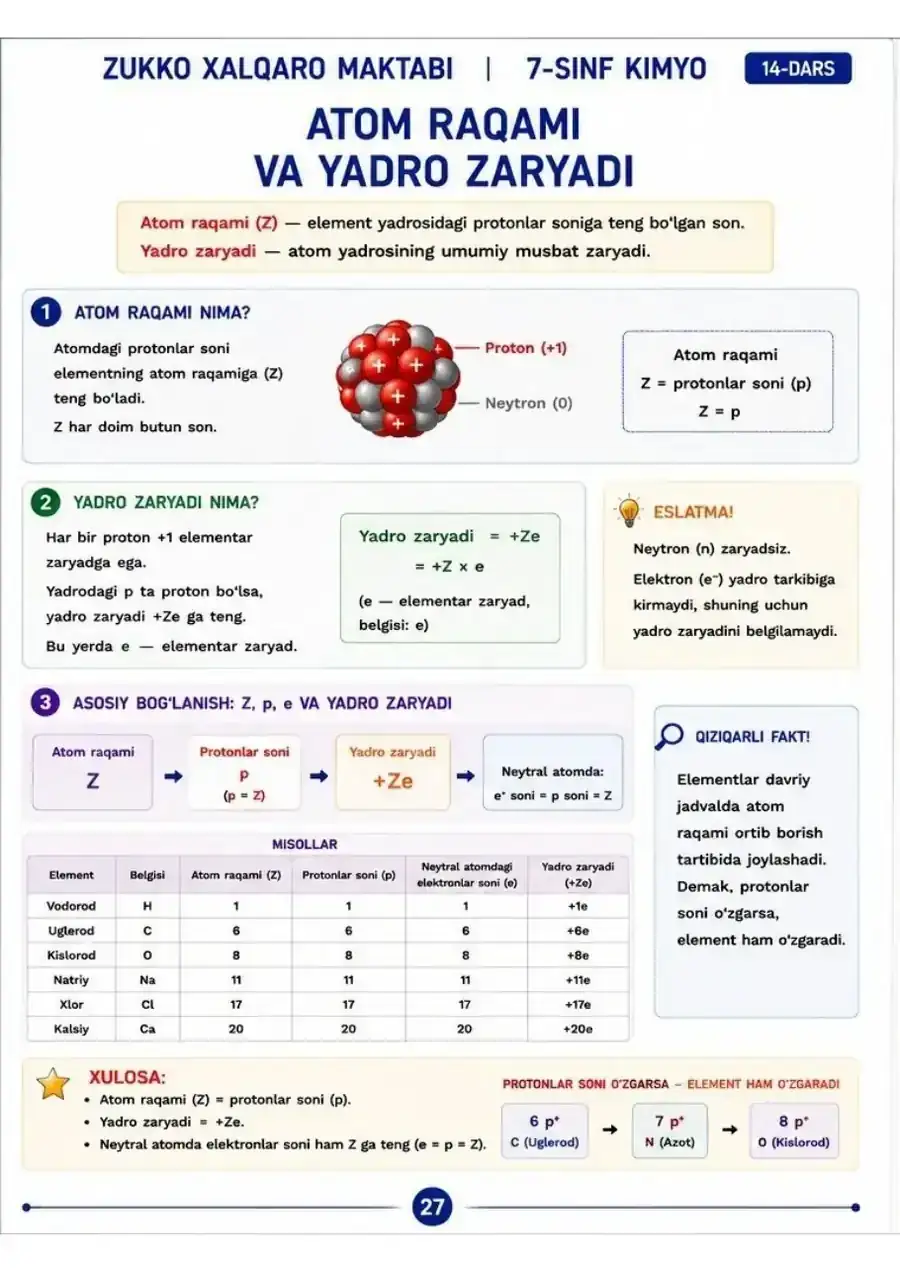 ZUKKO XALQARO MAKTABI | 7-SINF KIMYO
14-DARS
ATOM RAQAMI
VA YADRO ZARYADI
Atom raqami (Z) — element yadrosidagi protonlar soniga teng bo'lgan son.
Yadro zaryadi — atom yadrosining umumiy musbat zaryadi.
1 ATOM RAQAMI NIMA?
Atomdagi protonlar soni
elementning atom raqamiga (Z)
teng bo'ladi.
Z har doim butun son.
Proton (+1)
Neytron (0)
Atom raqami
Z = protonlar soni (p)
Z = p
2 YADRO ZARYADI NIMA?
Har bir proton +1 elementar
zaryadga ega.
Yadrodagi p ta proton bo'lsa,
yadro zaryadi +Ze ga teng.
Bu yerda e — elementar zaryad.
Yadro zaryadi = +Ze
= +Z x e
(e — elementar zaryad,
belgisi: e)
ESLATMA!
Neytron (n) zaryadsiz.
Elektron (e⁻) yadro tarkibiga
kirmaydi, shuning uchun
yadro zaryadini belgilamaydi.
3 ASOSIY BOG'LANISH: Z, p, e VA YADRO ZARYADI
Atom raqami
Z
Protonlar soni
p
(p = Z)
Yadro zaryadi
+Ze
Neytral atomda:
e⁺ soni = p soni = Z
QIZIQARLI FAKT!
Elementlar davriy
jadvalda atom
raqami ortib borish
tartibida joylashadi.
Demak, protonlar
soni o'zgarsa,
element ham o'zgaradi.
MISOLLAR
Element Belgisi Atom raqami (Z) Protonlar soni (p) Neytral atomdagi elektronlar soni (e) Yadro zaryadi (+Ze)
Vodorod H 1 1 1 +1e
Uglerod C 6 6 6 +6e
Kislorod O 8 8 8 +8e
Natriy Na 11 11 11 +11e
Xlor Cl 17 17 17 +17e
Kalsiy Ca 20 20 20 +20e
XULOSA:
• Atom raqami (Z) = protonlar soni (p).
• Yadro zaryadi = +Ze.
• Neytral atomda elektronlar soni ham Z ga teng (e = p = Z).
PROTONLAR SONI O'ZGARSA – ELEMENT HAM O'ZGARADI
6 p⁺
C (Uglerod)
7 p⁺
N (Azot)
8 p⁺
O (Kislorod)
27